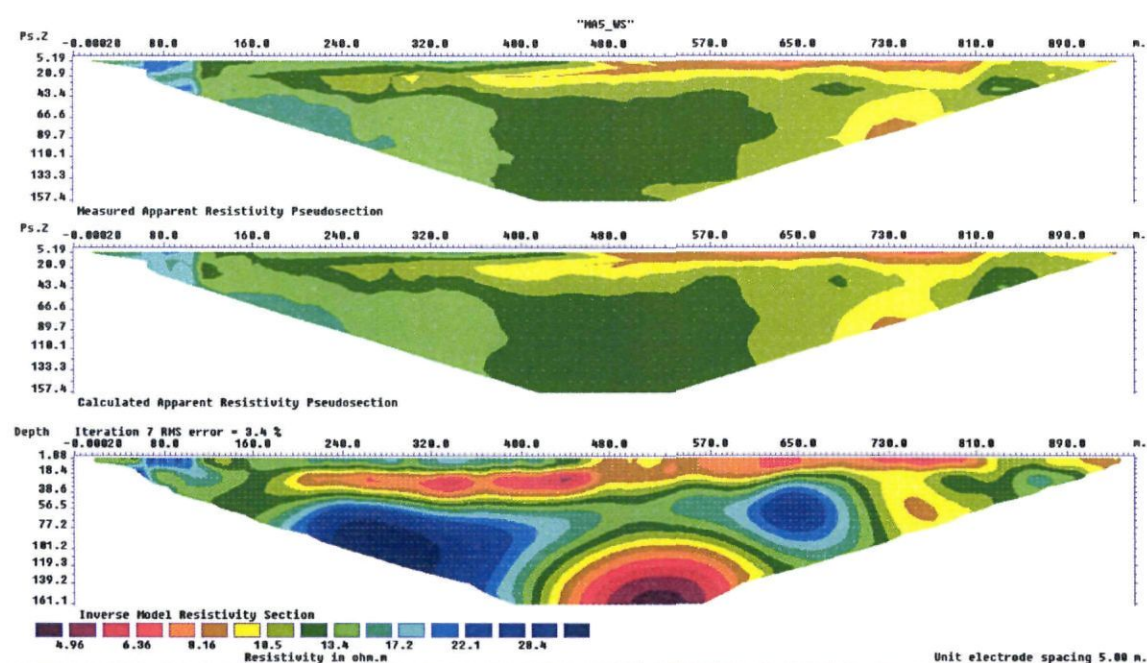 "MA5_WS"
Ps.Z -0.00020 80.0 160.0 240.0 320.0 400.0 480.0 570.0 650.0 730.0 810.0 890.0 m.
5.19
20.9
43.4
66.6
89.7
110.1
133.3
157.4
Measured Apparent Resistivity Pseudosection
Ps.Z -0.00020 80.0 160.0 240.0 320.0 400.0 480.0 570.0 650.0 730.0 810.0 890.0 m.
5.19
20.9
43.4
66.6
89.7
110.1
133.3
157.4
Calculated Apparent Resistivity Pseudosection
Depth Iteration 7 RMS error = 3.4 %
-0.00020 80.0 160.0 240.0 320.0 400.0 480.0 570.0 650.0 730.0 810.0 890.0 m.
1.88
18.4
38.6
56.5
77.2
101.2
119.3
139.2
161.1
Inverse Model Resistivity Section
4.96 6.36 8.16 10.5 13.4 17.2 22.1 28.4
Resistivity in ohm.m
Unit electrode spacing 5.00 m.